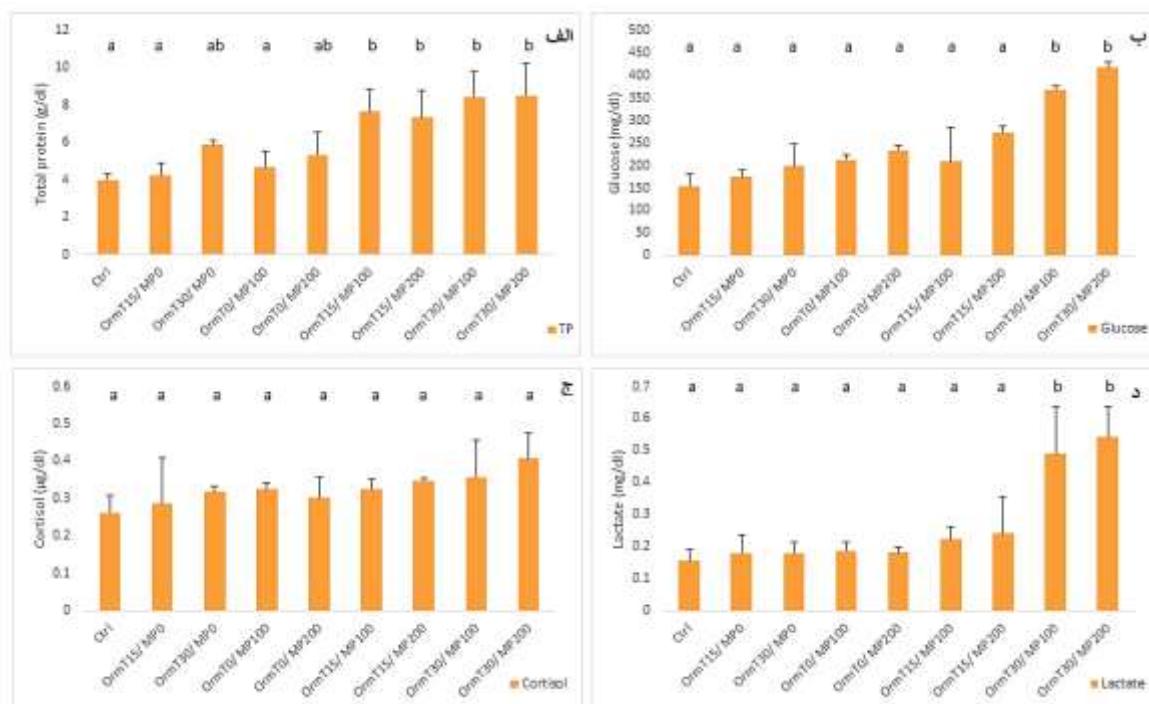 الف
Total protein (g/dl)
12
10
8
6
4
2
0
a a ab a ab b b b b
Ctrl
OrmT15/ MP0
OrmT30/ MP0
OrmT0/ MP100
OrmT0/ MP200
OrmT15/ MP100
OrmT15/ MP200
OrmT30/ MP100
OrmT30/ MP200
TP
ب
Glucose (mg/dl)
500
450
400
350
300
250
200
150
100
50
0
a a a a a a a b b
Ctrl
OrmT15/ MP0
OrmT30/ MP0
OrmT0/ MP100
OrmT0/ MP200
OrmT15/ MP100
OrmT15/ MP200
OrmT30/ MP100
OrmT30/ MP200
Glucose
ج
Cortisol (µg/dl)
0.6
0.5
0.4
0.3
0.2
0.1
0
a a a a a a a a a
Ctrl
OrmT15/ MP0
OrmT30/ MP0
OrmT0/ MP100
OrmT0/ MP200
OrmT15/ MP100
OrmT15/ MP200
OrmT30/ MP100
OrmT30/ MP200
Cortisol
د
Lactate (mg/dl)
0.7
0.6
0.5
0.4
0.3
0.2
0.1
0
a a a a a a a b b
Ctrl
OrmT15/ MP0
OrmT30/ MP0
OrmT0/ MP100
OrmT0/ MP200
OrmT15/ MP100
OrmT15/ MP200
OrmT30/ MP100
OrmT30/ MP200
Lactate